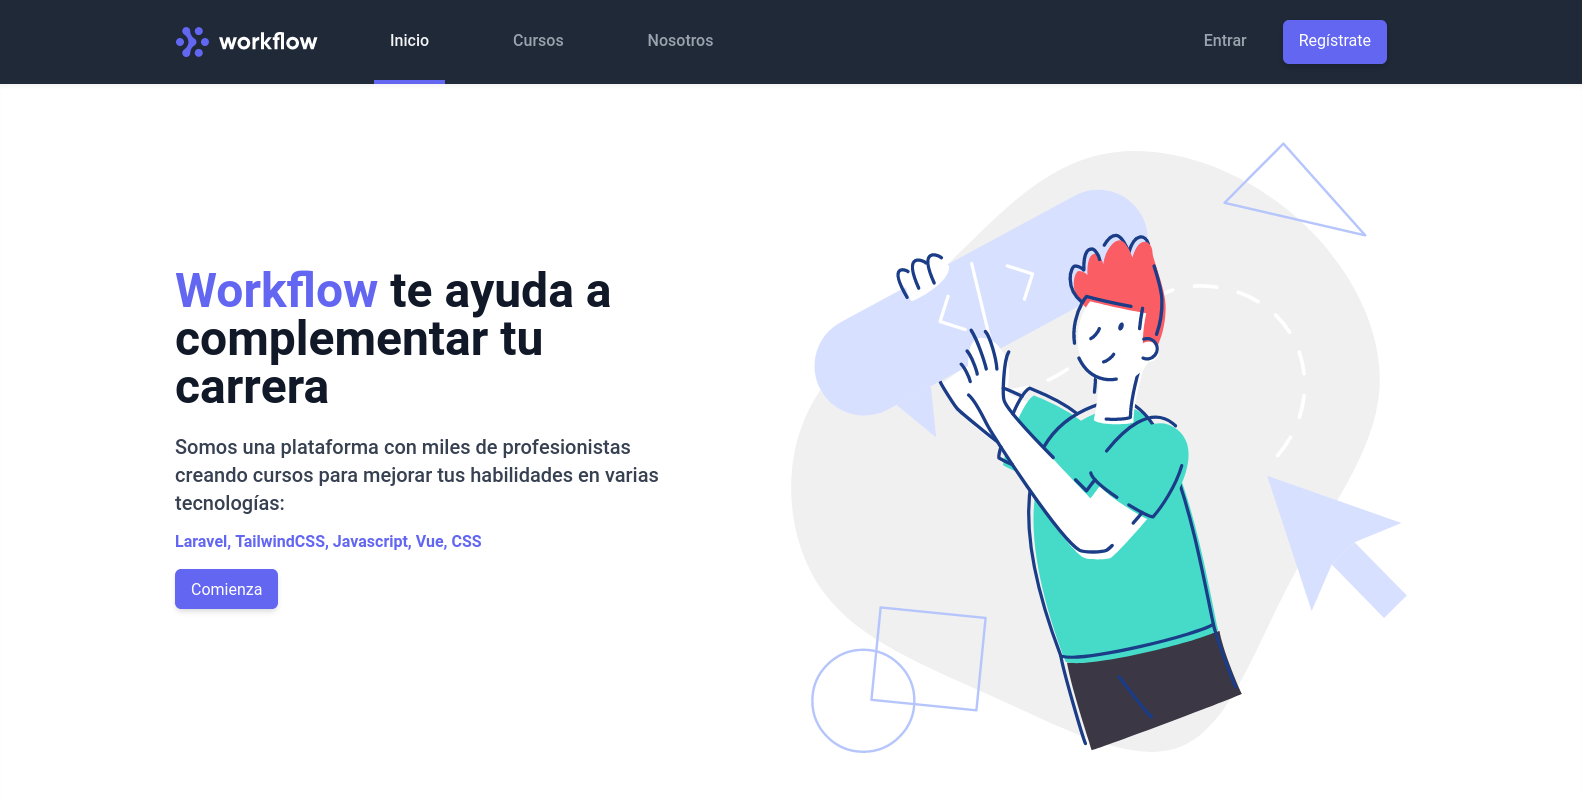 workflow
Inicio
Cursos
Nosotros
Entrar
Regístrate
Workflow te ayuda a
complementar tu
carrera
Somos una plataforma con miles de profesionistas
creando cursos para mejorar tus habilidades en varias
tecnologías:
Laravel, TailwindCSS, Javascript, Vue, CSS
Comienza